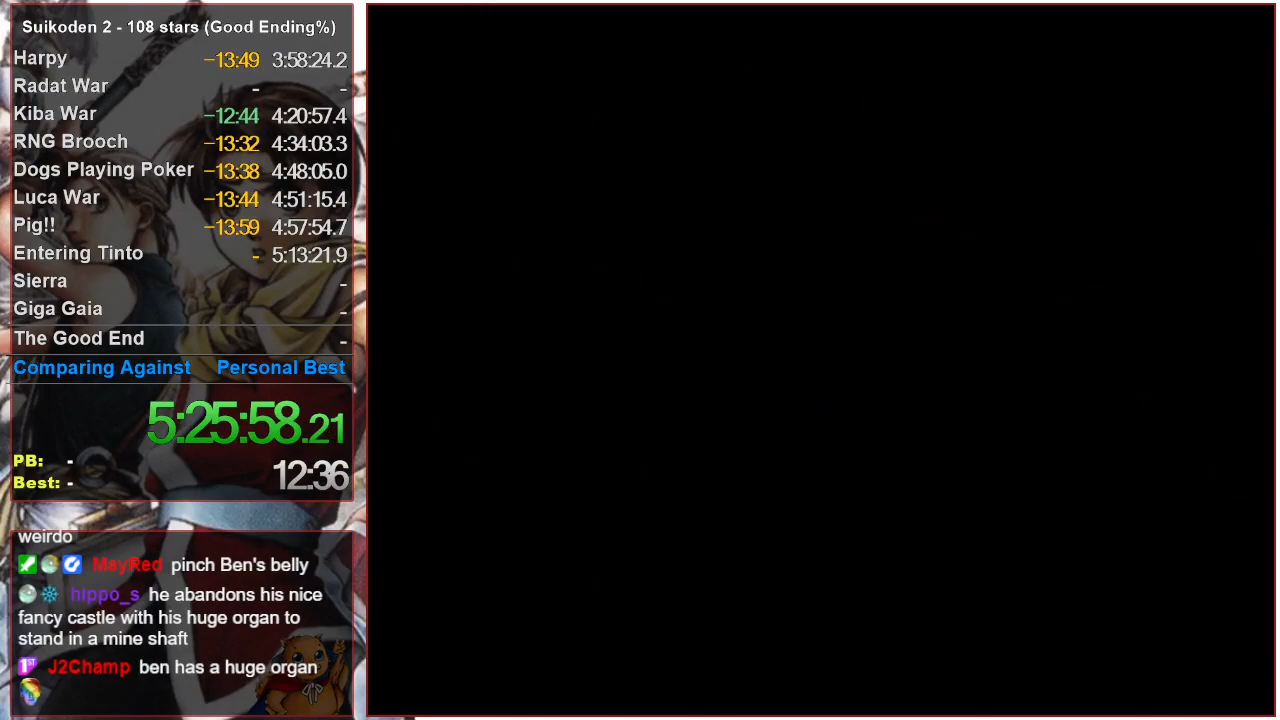 Suikoden 2 - 108 stars (Good Ending%)
Harpy −13:49 3:58:24.2
Radat War - -
Kiba War −12:44 4:20:57.4
RNG Brooch −13:32 4:34:03.3
Dogs Playing Poker −13:38 4:48:05.0
Luca War −13:44 4:51:15.4
Pig!! −13:59 4:57:54.7
Entering Tinto - 5:13:21.9
Sierra -
Giga Gaia -
The Good End -
Comparing Against Personal Best
5:25:58.21
PB: - 12:36
Best: -
weirdo
MayRed pinch Ben's belly
hippo_s he abandons his nice
fancy castle with his huge organ to
stand in a mine shaft
1ST J2Champ ben has a huge organ